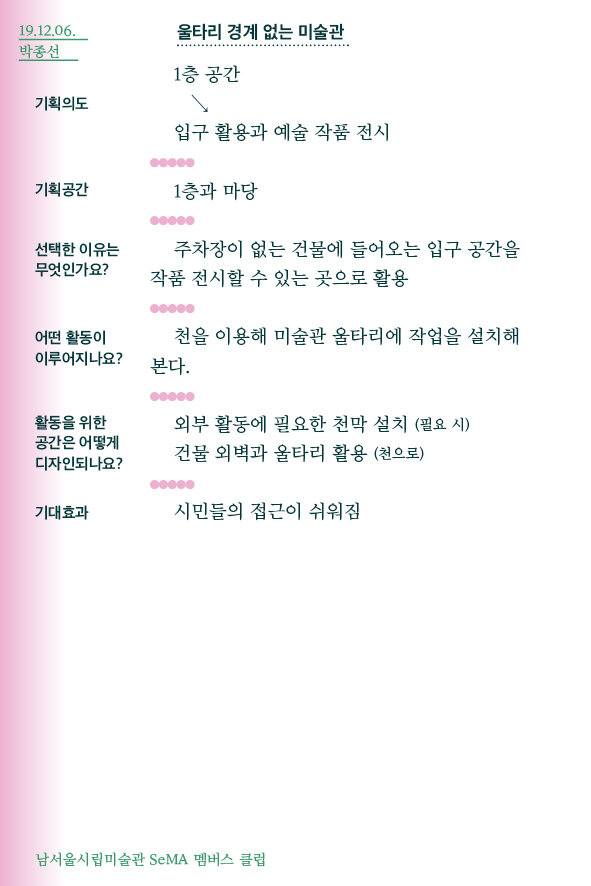 19.12.06.
박종선
울타리 경계 없는 미술관
1층 공간
↘
기획의도
입구 활용과 예술 작품 전시
기획공간
1층과 마당
선택한 이유는
무엇인가요?
주차장이 없는 건물에 들어오는 입구 공간을
작품 전시할 수 있는 곳으로 활용
어떤 활동이
이루어지나요?
천을 이용해 미술관 울타리에 작업을 설치해
본다.
활동을 위한
공간은 어떻게
디자인되나요?
외부 활동에 필요한 천막 설치 (필요 시)
건물 외벽과 울타리 활용 (천으로)
기대효과
시민들의 접근이 쉬워짐
남서울시립미술관 SeMA 멤버스 클럽